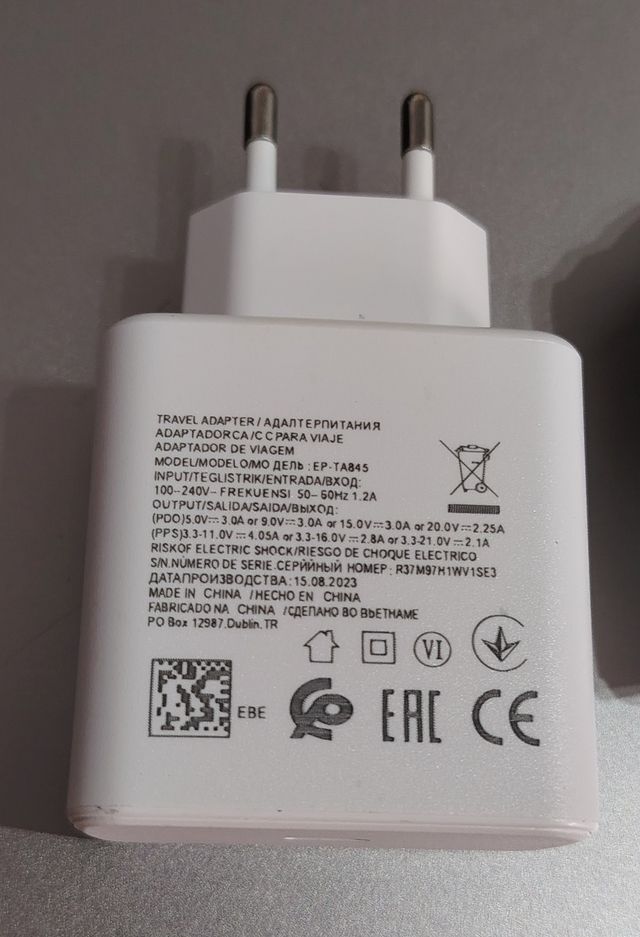 TRAVEL ADAPTER / АДАЛТЕРПИТАНИЯ
ADAPTADORCA /C CPARA VIAJE
ADAPTADOR DE VIAGEM
MODEL/MODELO/МО ДЕЛЬ : EP-TA845
INPUT/TEGLISTRIK/ENTRADA/ВХОД:
100--240V~ FREKUENSI 50- 60Hz 1.2A
OUTPUT/SALIDA/SAIDA/ВЫХОД:
(PDO)5.0V⎓ 3.0A or 9.0V⎓3.0A or 15.0V⎓3.0A or 20.0V⎓2.25A
(PPS)3.3-11.0V⎓ 4.05A or 3.3-16.0V⎓2.8A or 3.3-21.0V⎓2.1A
RISKOF ELECTRIC SHOCK/RIESGO DE CHOQUE ELECTRICO
S/N.NÚMERO DE SERIE.СЕРЙЙНЫЙ НОМЕР : R37M97H1WV1SE3
ДАТАПРОИЗВОДСТВА:15.08.2023
MADE IN CHINA /HECHO EN CHINA
FABRICADO NA CHINA /СДЕЛАНО ВО ВЬЕТНАМЕ
PO Box 12987.Dublin.TR
VI
EBE
EAC
CE